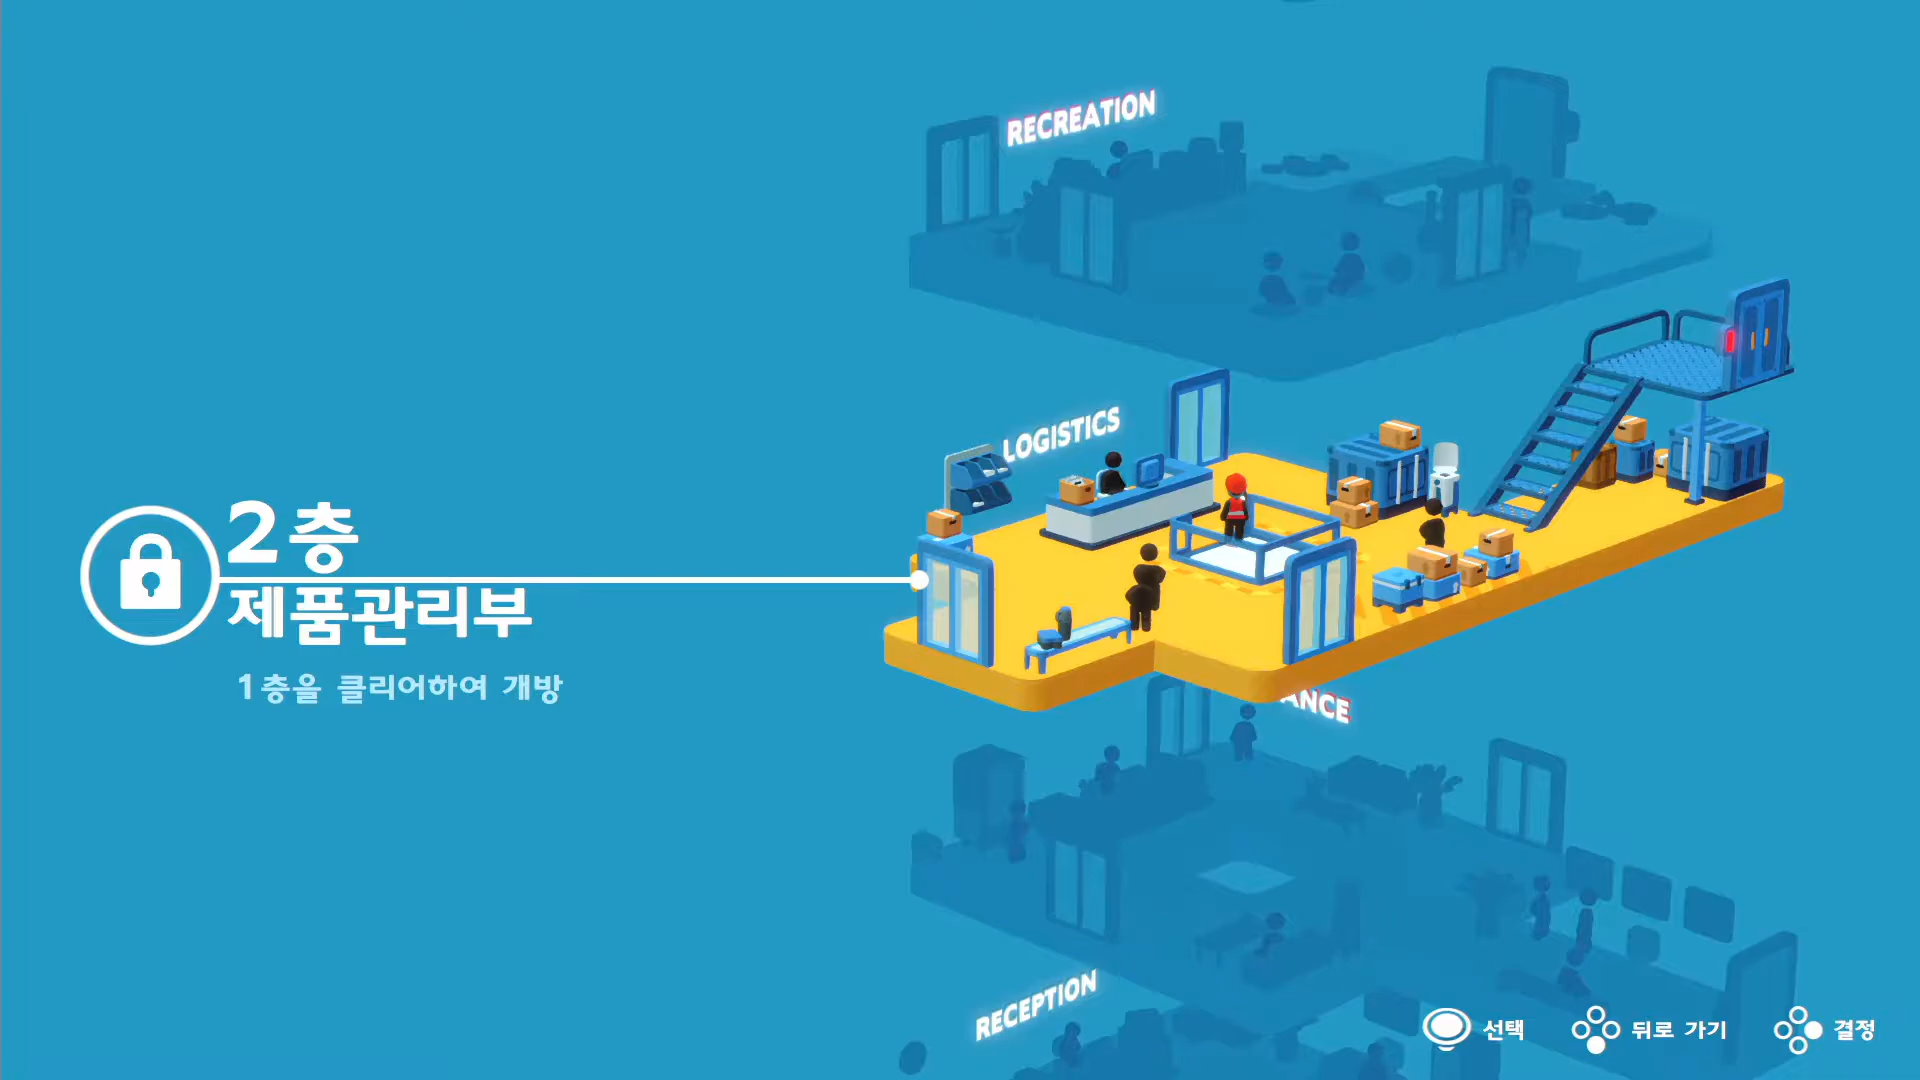 RECREATION
LOGISTICS
2층
제품관리부
1층을 클리어하여 개방
ANCE
RECEPTION
선택
뒤로 가기
결정